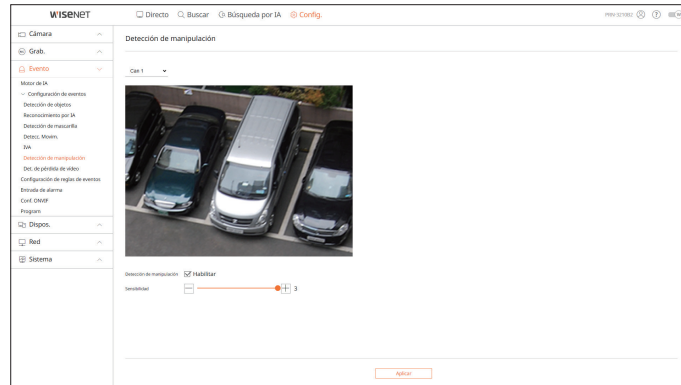 WISENET
Directo
Buscar
Búsqueda por IA
Config.
Cámara
Grab.
Evento
Motor de IA
Configuración de eventos
Detección de objetos
Reconocimiento por IA
Detección de mascarilla
Detecc. Movim.
IVA
Detección de manipulación
Det. de pérdida de vídeo
Configuración de reglas de eventos
Entrada de alarma
Conf. ONVIF
Program
Dispos.
Red
Sistema
Detección de manipulación
Can 1
Detección de manipulación Habilitar
Sensibilidad 3
Aplicar